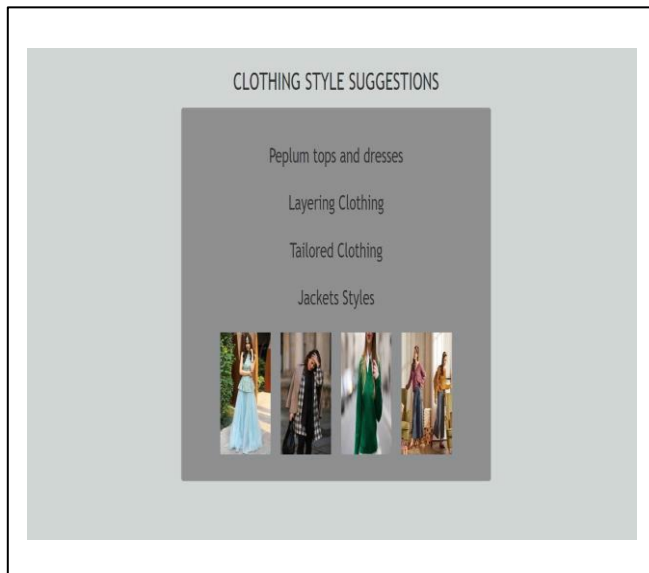 CLOTHING STYLE SUGGESTIONS
Peplum tops and dresses
Layering Clothing
Tailored Clothing
Jackets Styles